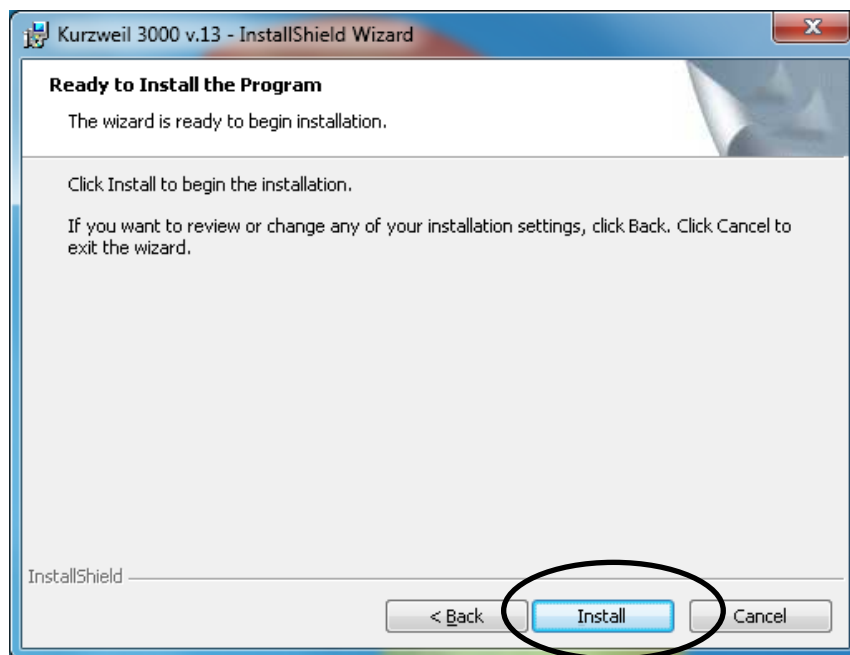 Kurzweil 3000 v.13 - InstallShield Wizard
Ready to Install the Program
The wizard is ready to begin installation.
Click Install to begin the installation.
If you want to review or change any of your installation settings, click Back. Click Cancel to
exit the wizard.
InstallShield
< Back Install Cancel